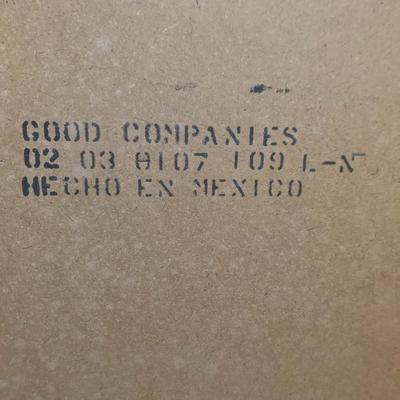 GOOD COMPANIES
02 03 0107 109 L-N
HECHO EN MEXICO